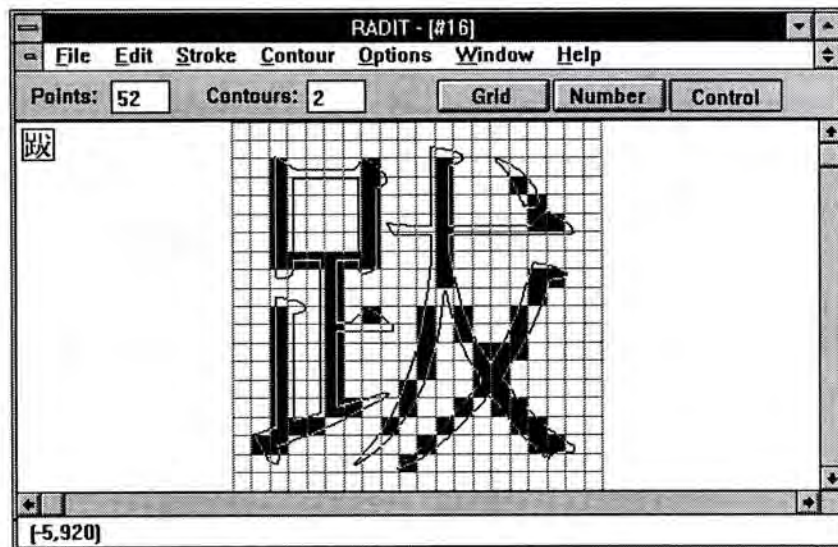 RADIT - [#16]
File Edit Stroke Contour Options Window Help
Points: 52 Contours: 2 Grid Number Control
跋
(-5,920)